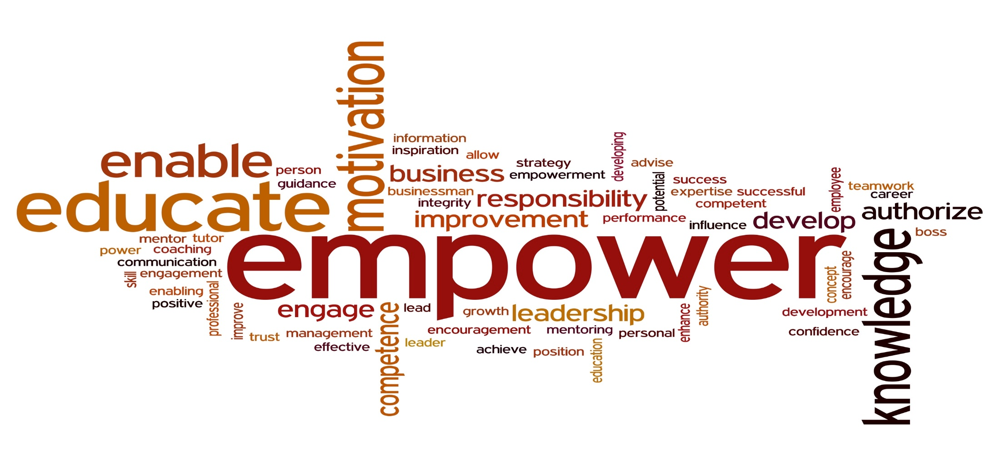 motivation
information
inspiration
allow
developing
enable
person
guidance
strategy
advise
business
empowerment
potential
success
employee
teamwork
educate
businessman
expertise
successful
career
integrity
responsibility
competent
authorize
improvement
performance
influence
develop
boss
mentor
tutor
power
coaching
communication
skill
engagement
enabling
positive
professional
improve
empower
concept
encourage
knowledge
engage
competence
lead
growth
leadership
enhance
authority
development
trust
management
encouragement
mentoring
personal
confidence
effective
leader
achieve
position
education